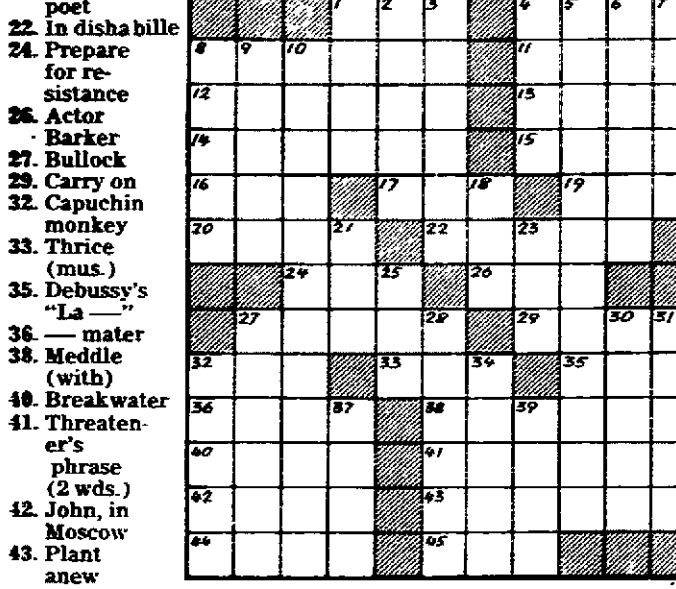 poet
22. In dishabille
24. Prepare
for re-
sistance
26. Actor
Barker
27. Bullock
29. Carry on
32. Capuchin
monkey
33. Thrice
(mus.)
35. Debussy's
"La —"
36. — mater
38. Meddle
(with)
40. Breakwater
41. Threaten-
er's
phrase
(2 wds.)
42. John, in
Moscow
43. Plant
anew
1 2 3 4 5 6 7
8 9 10 11
12 13
14 15
16 17 18 19
20 21 22 23
24 25 26
27 28 29 30 31
32 33 34 35
36 37 38 39
40 41
42 43
44 45